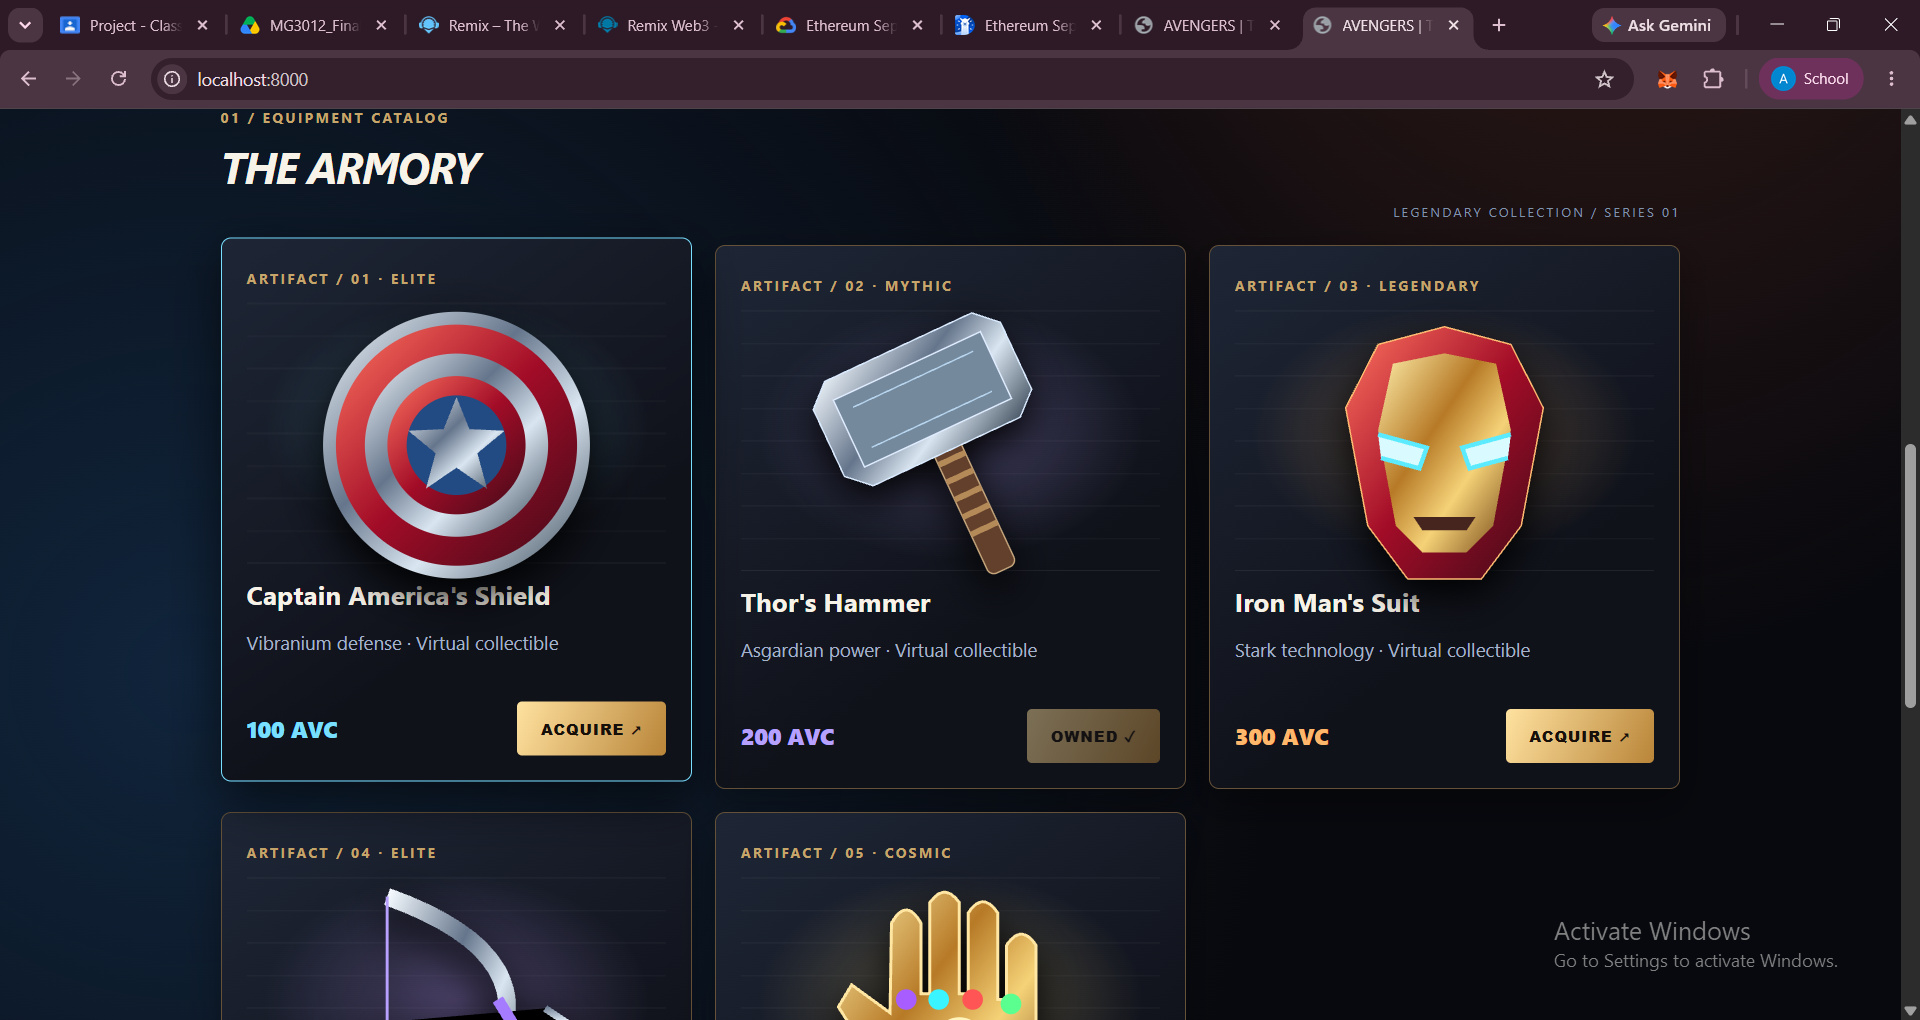 Project - Clas
MG3012_Fina
Remix – The
Remix Web3
Ethereum Sep
Ethereum Sep
AVENGERS | T
AVENGERS | T
Ask Gemini
localhost:8000
A School
01 / EQUIPMENT CATALOG
THE ARMORY
LEGENDARY COLLECTION / SERIES 01
ARTIFACT / 01 · ELITE
Captain America's Shield
Vibranium defense · Virtual collectible
100 AVC
ACQUIRE ↗
ARTIFACT / 02 · MYTHIC
Thor's Hammer
Asgardian power · Virtual collectible
200 AVC
OWNED ✓
ARTIFACT / 03 · LEGENDARY
Iron Man's Suit
Stark technology · Virtual collectible
300 AVC
ACQUIRE ↗
ARTIFACT / 04 · ELITE
ARTIFACT / 05 · COSMIC
Activate Windows
Go to Settings to activate Windows.